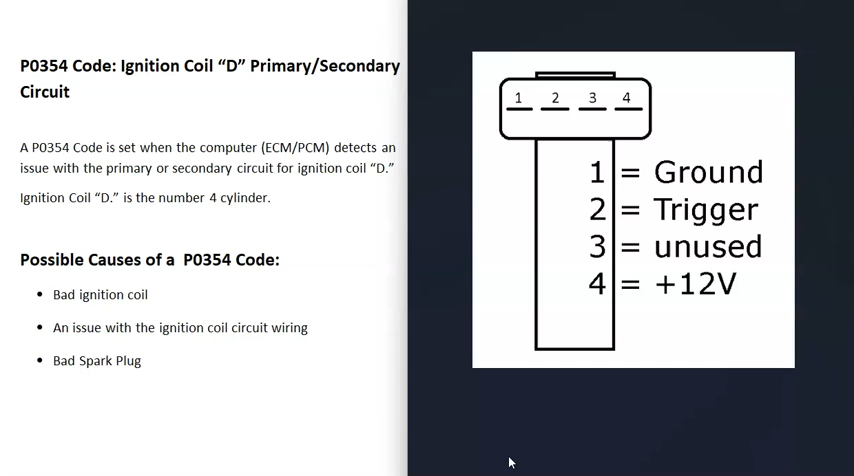 P0354 Code: Ignition Coil “D” Primary/Secondary
Circuit
A P0354 Code is set when the computer (ECM/PCM) detects an
issue with the primary or secondary circuit for ignition coil “D.”
Ignition Coil “D.” is the number 4 cylinder.
Possible Causes of a P0354 Code:
• Bad ignition coil
• An issue with the ignition coil circuit wiring
• Bad Spark Plug
1 2 3 4
1 = Ground
2 = Trigger
3 = unused
4 = +12V